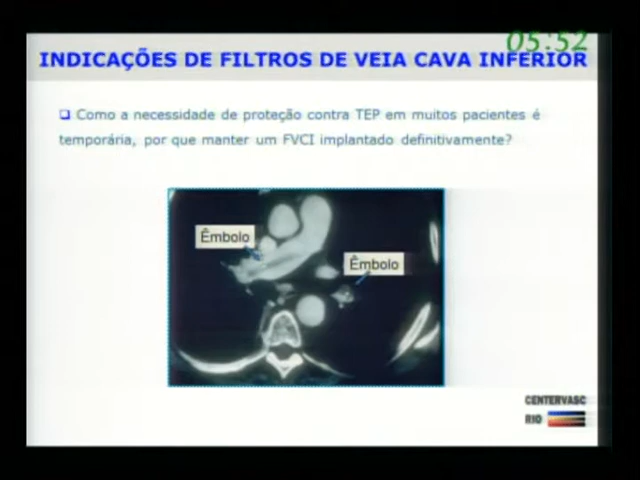 05:52
INDICAÇÕES DE FILTROS DE VEIA CAVA INFERIOR
Como a necessidade de proteção contra TEP em muitos pacientes é
temporária, por que manter um FVCI implantado definitivamente?
Êmbolo
Êmbolo
CENTERVASC
RIO